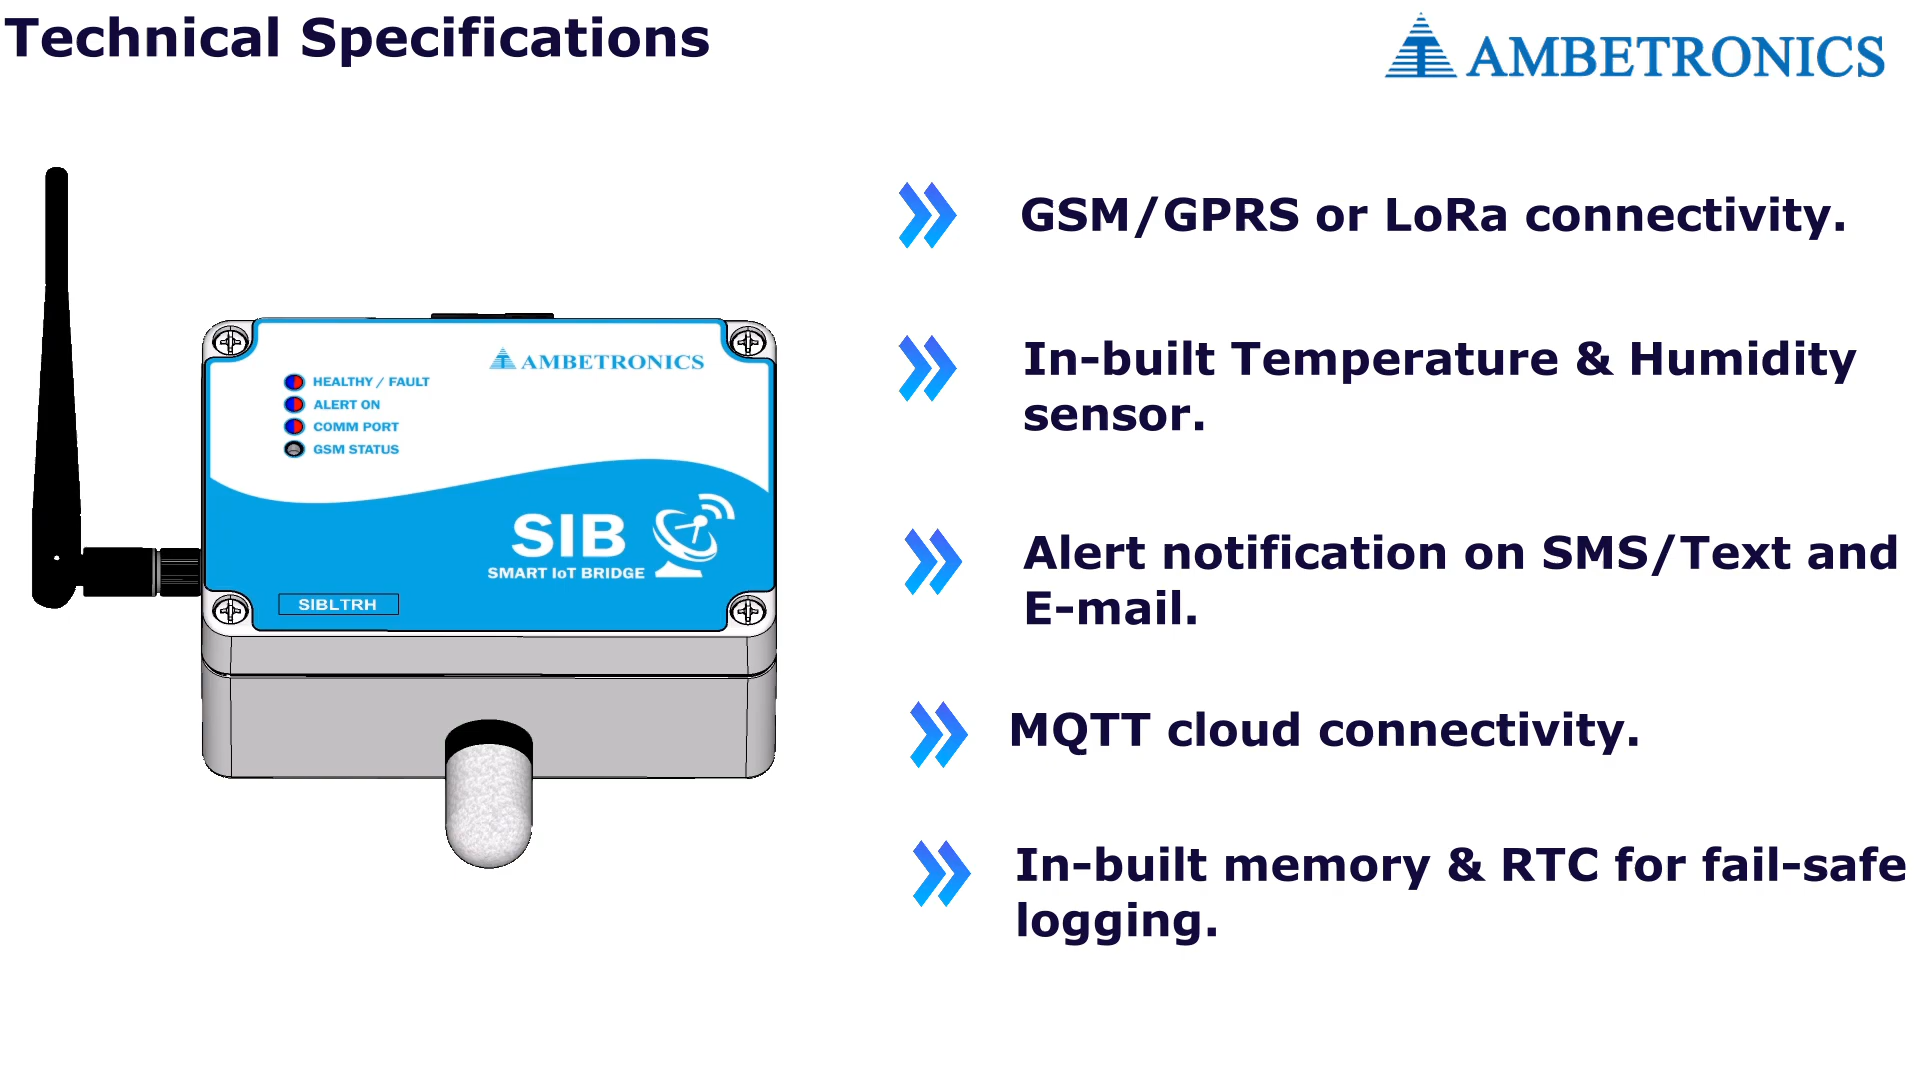 Technical Specifications
AMBETRONICS
AMBETRONICS
HEALTHY / FAULT
ALERT ON
COMM PORT
GSM STATUS
SIB
SMART IoT BRIDGE
SIBLTRH
GSM/GPRS or LoRa connectivity.
In-built Temperature & Humidity
sensor.
Alert notification on SMS/Text and
E-mail.
MQTT cloud connectivity.
In-built memory & RTC for fail-safe
logging.